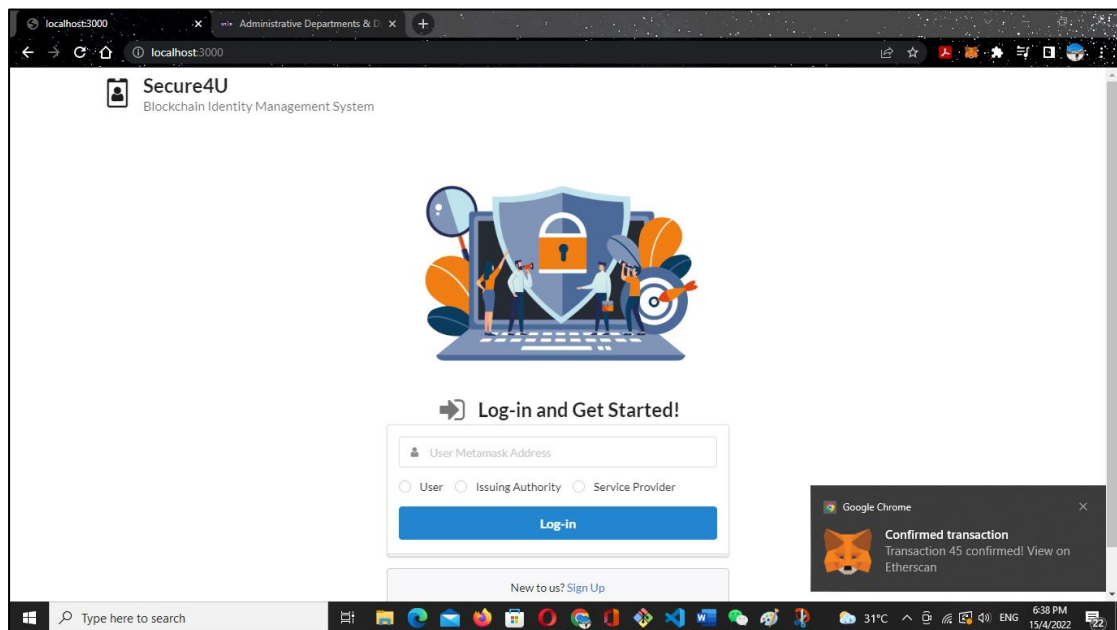 localhost:3000
Administrative Departments & D
localhost:3000
Secure4U
Blockchain Identity Management System
Log-in and Get Started!
User Metamask Address
User Issuing Authority Service Provider
Log-in
New to us? Sign Up
Google Chrome
Confirmed transaction
Transaction 45 confirmed! View on
Etherscan
Type here to search
31°C
ENG
6:38 PM
15/4/2022
22